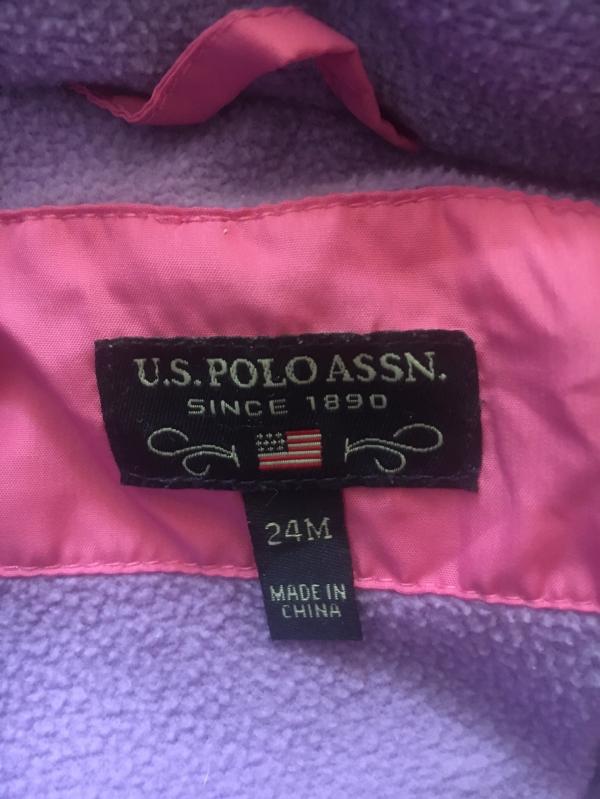 U.S. POLO ASSN.
SINCE 1890
24M
MADE IN
CHINA